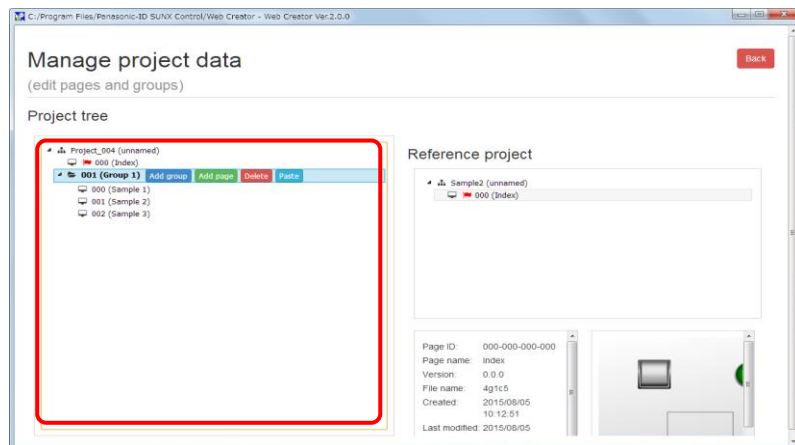 C:/Program Files/Panasonic-ID SUNX Control/Web Creator - Web Creator Ver.2.0.0
Manage project data
Back
(edit pages and groups)
Project tree
Project_004 (unnamed)
000 (Index)
001 (Group 1) Add group Add page Delete Paste
000 (Sample 1)
001 (Sample 2)
002 (Sample 3)
Reference project
Sample2 (unnamed)
000 (Index)
Page ID: 000-000-000-000
Page name: Index
Version: 0.0.0
File name: 4g1c5
Created: 2015/08/05
10:12:51
Last modified: 2015/08/05